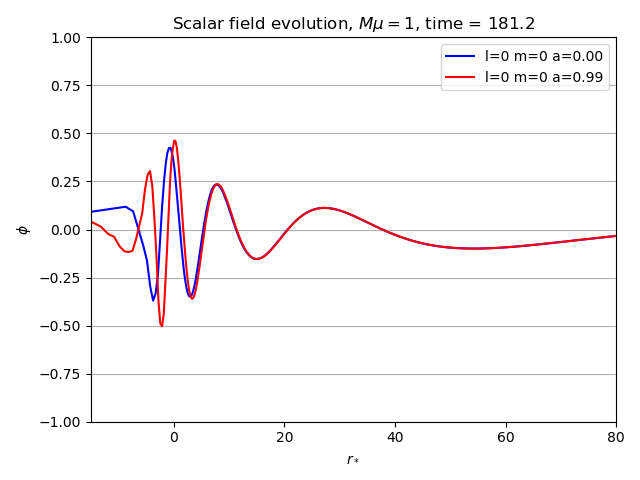 Scalar field evolution, Mμ = 1, time = 181.2
l=0 m=0 a=0.00
l=0 m=0 a=0.99
1.00
0.75
0.50
0.25
0.00
−0.25
−0.50
−0.75
−1.00
ϕ
0 20 40 60 80
r*